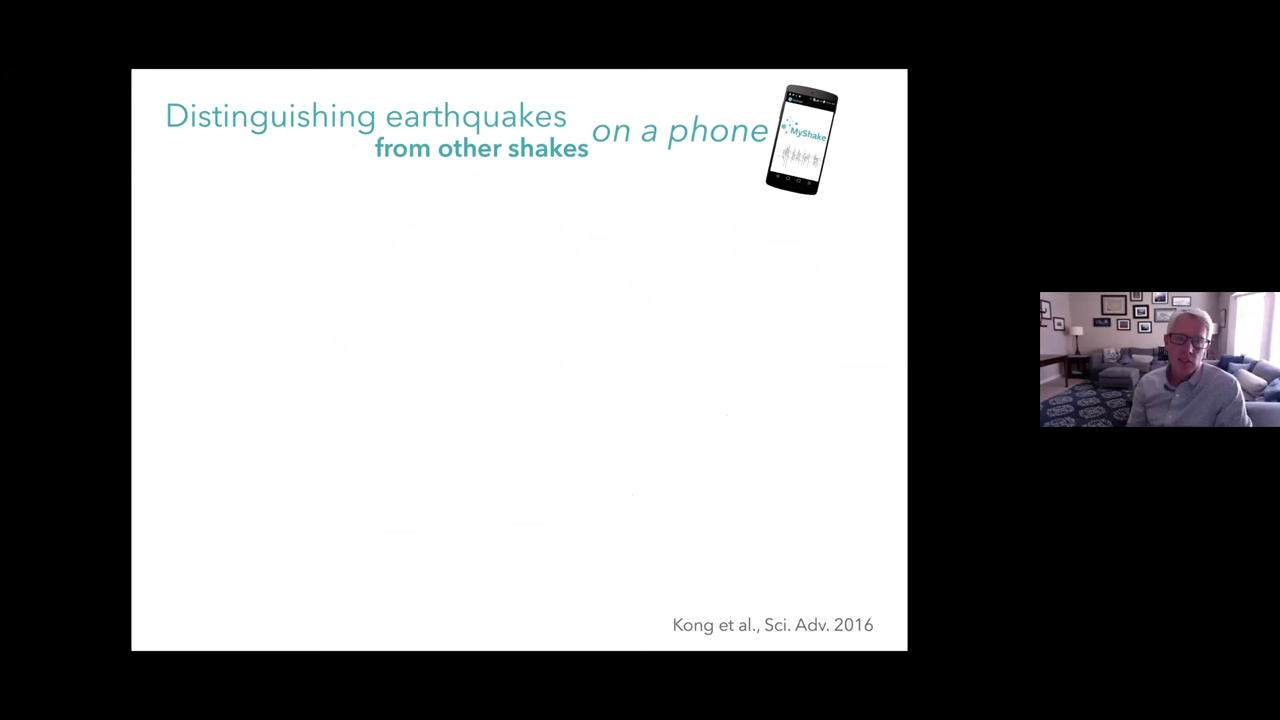 Distinguishing earthquakes
from other shakes
on a phone
MyShake
Kong et al., Sci. Adv. 2016